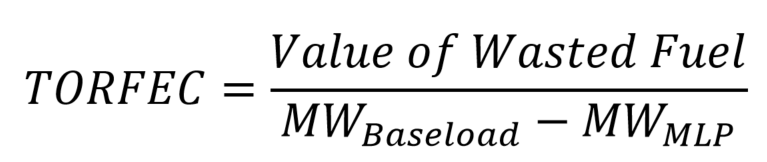 TORFEC = Value of Wasted Fuel / MW_Baseload − MW_MLP